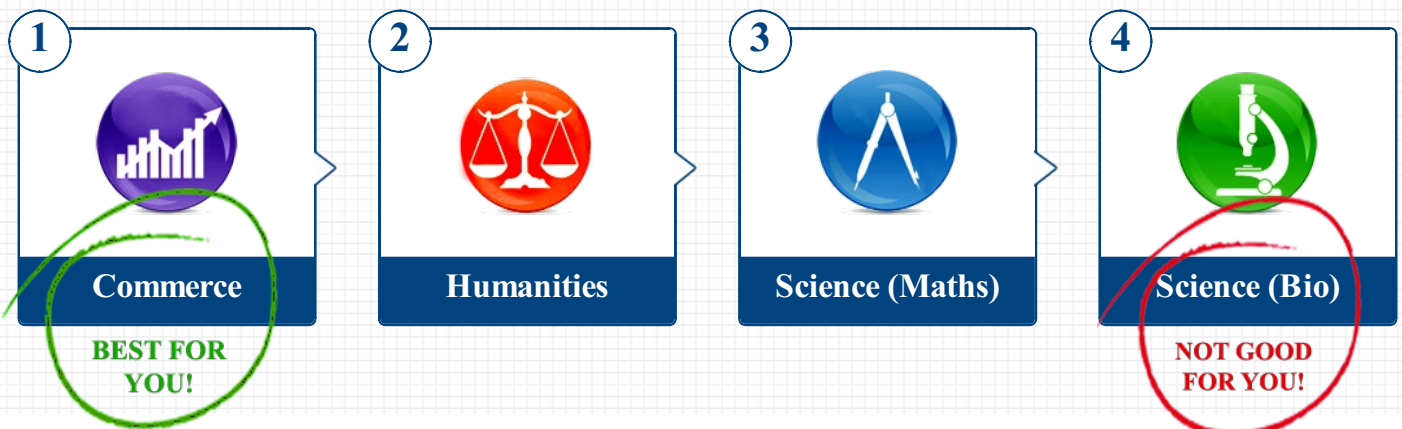 1
2
3
4
Commerce
Humanities
Science (Maths)
Science (Bio)
BEST FOR
YOU!
NOT GOOD
FOR YOU!